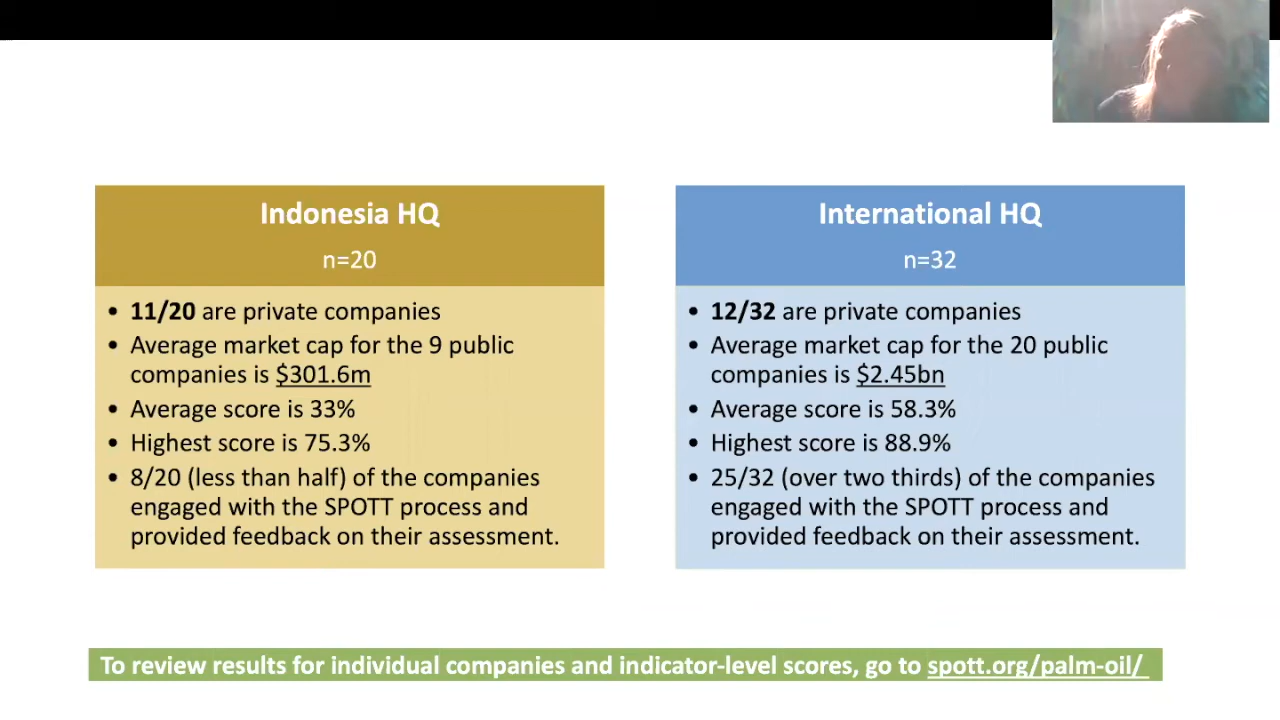 Indonesia HQ
n=20
• 11/20 are private companies
• Average market cap for the 9 public
companies is $301.6m
• Average score is 33%
• Highest score is 75.3%
• 8/20 (less than half) of the companies
engaged with the SPOTT process and
provided feedback on their assessment.
International HQ
n=32
• 12/32 are private companies
• Average market cap for the 20 public
companies is $2.45bn
• Average score is 58.3%
• Highest score is 88.9%
• 25/32 (over two thirds) of the companies
engaged with the SPOTT process and
provided feedback on their assessment.
To review results for individual companies and indicator-level scores, go to spott.org/palm-oil/